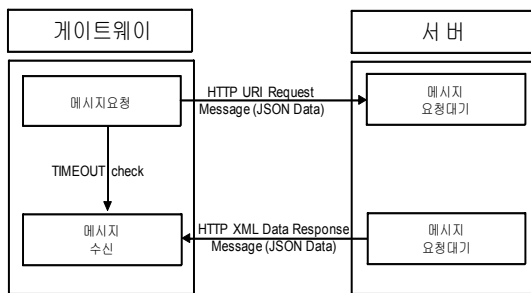 게이트웨이
서 버
메시지요청
HTTP URI Request
Message (JSON Data)
메시지
요청대기
TIMEOUT check
메시지
수신
HTTP XML Data Response
Message (JSON Data)
메시지
요청대기